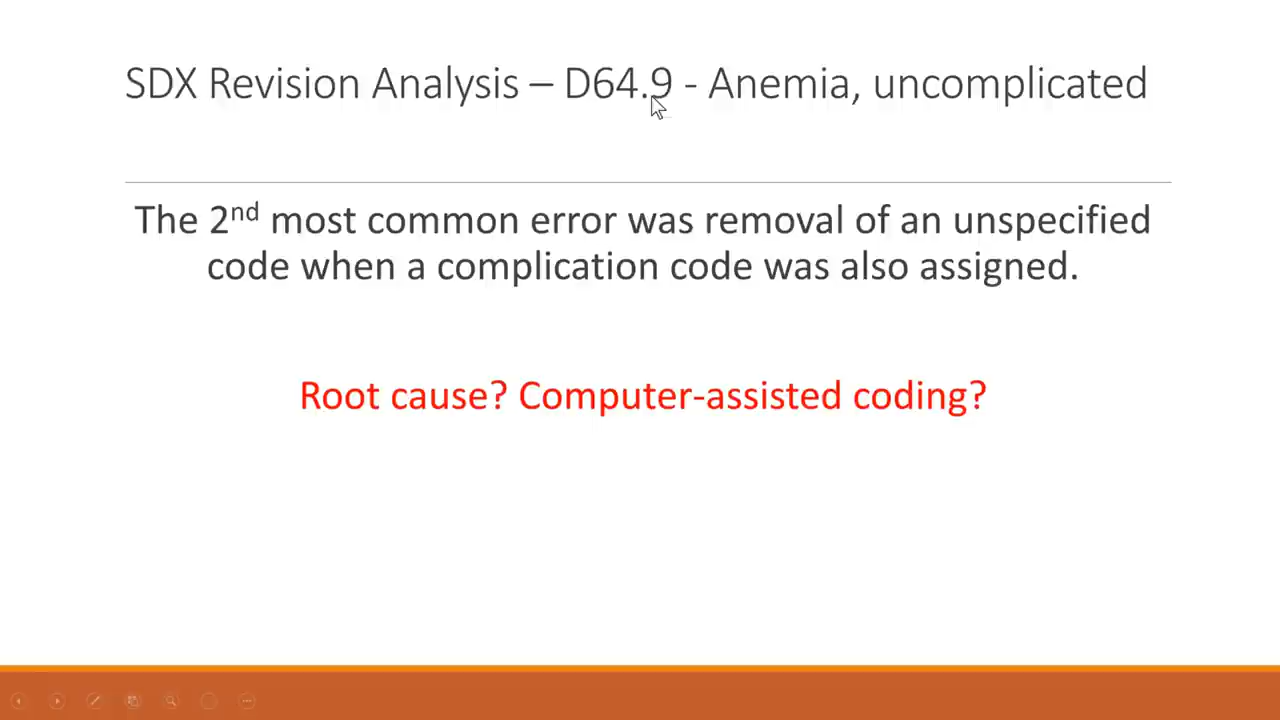 SDX Revision Analysis – D64.9 - Anemia, uncomplicated
The 2nd most common error was removal of an unspecified
code when a complication code was also assigned.
Root cause? Computer-assisted coding?